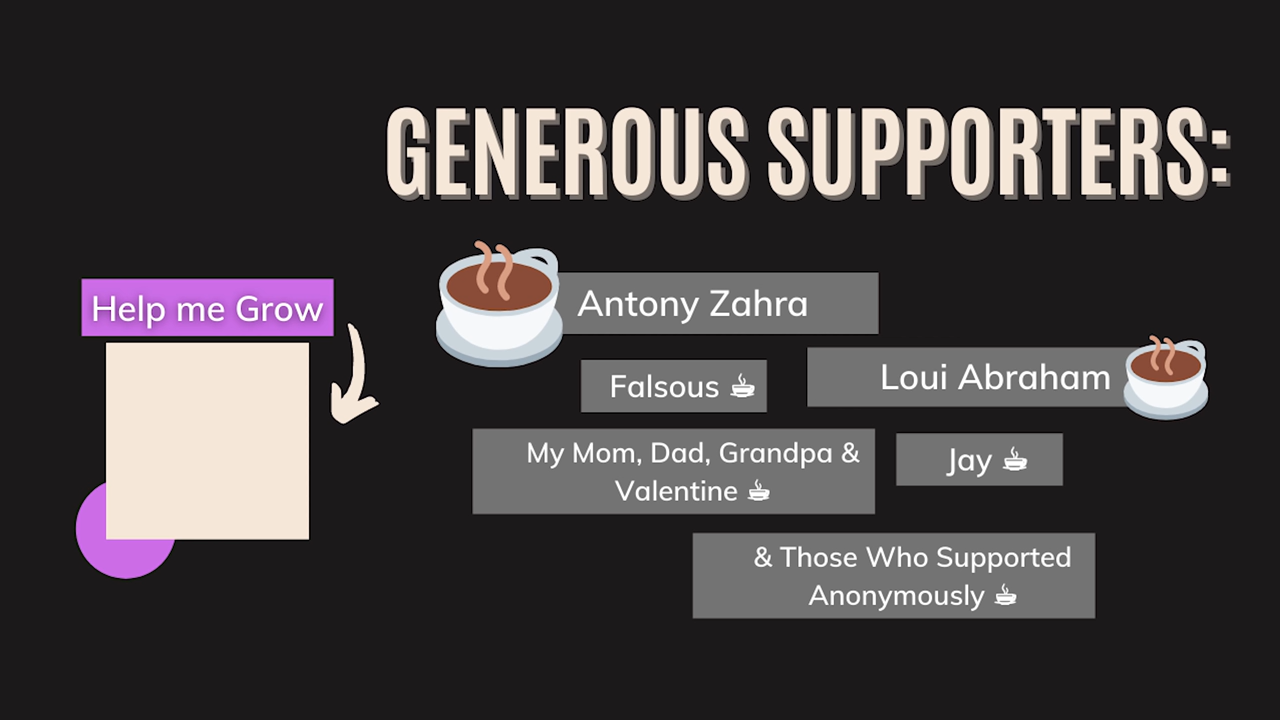 GENEROUS SUPPORTERS:
Help me Grow
Antony Zahra
Loui Abraham
Falsous ☕
My Mom, Dad, Grandpa &
Valentine ☕
Jay ☕
& Those Who Supported
Anonymously ☕